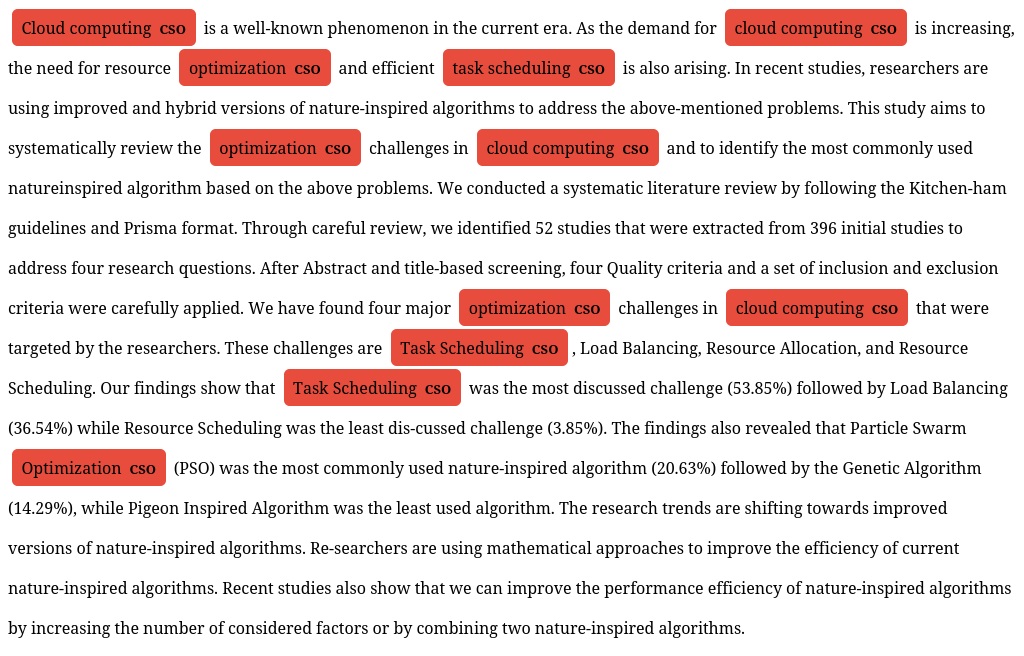 Cloud computing CSO is a well-known phenomenon in the current era. As the demand for cloud computing CSO is increasing,
the need for resource optimization CSO and efficient task scheduling CSO is also arising. In recent studies, researchers are
using improved and hybrid versions of nature-inspired algorithms to address the above-mentioned problems. This study aims to
systematically review the optimization CSO challenges in cloud computing CSO and to identify the most commonly used
natureinspired algorithm based on the above problems. We conducted a systematic literature review by following the Kitchen-ham
guidelines and Prisma format. Through careful review, we identified 52 studies that were extracted from 396 initial studies to
address four research questions. After Abstract and title-based screening, four Quality criteria and a set of inclusion and exclusion
criteria were carefully applied. We have found four major optimization CSO challenges in cloud computing CSO that were
targeted by the researchers. These challenges are Task Scheduling CSO , Load Balancing, Resource Allocation, and Resource
Scheduling. Our findings show that Task Scheduling CSO was the most discussed challenge (53.85%) followed by Load Balancing
(36.54%) while Resource Scheduling was the least dis-cussed challenge (3.85%). The findings also revealed that Particle Swarm
Optimization CSO (PSO) was the most commonly used nature-inspired algorithm (20.63%) followed by the Genetic Algorithm
(14.29%), while Pigeon Inspired Algorithm was the least used algorithm. The research trends are shifting towards improved
versions of nature-inspired algorithms. Re-searchers are using mathematical approaches to improve the efficiency of current
nature-inspired algorithms. Recent studies also show that we can improve the performance efficiency of nature-inspired algorithms
by increasing the number of considered factors or by combining two nature-inspired algorithms.